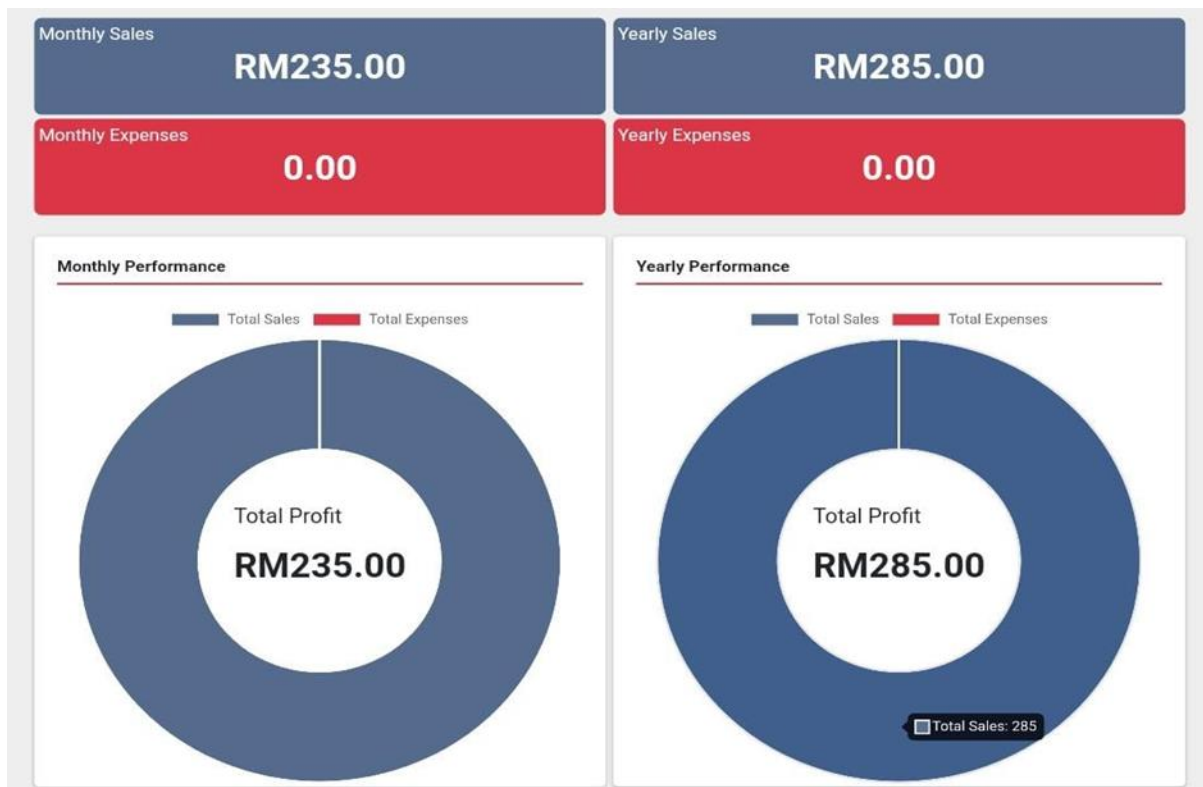 Monthly Sales
RM235.00
Yearly Sales
RM285.00
Monthly Expenses
0.00
Yearly Expenses
0.00
Monthly Performance
Total Sales Total Expenses
Total Profit
RM235.00
Yearly Performance
Total Sales Total Expenses
Total Profit
RM285.00
Total Sales: 285